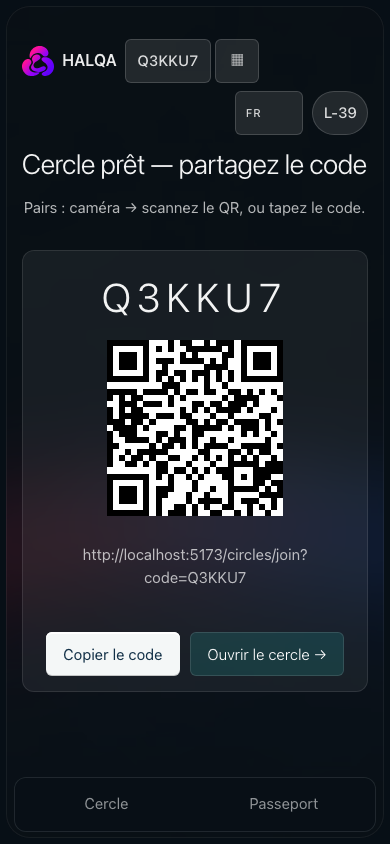 HALQA
Q3KKU7
FR
L-39
Cercle prêt — partagez le code
Pairs : caméra → scannez le QR, ou tapez le code.
Q3KKU7
http://localhost:5173/circles/join?
code=Q3KKU7
Copier le code
Ouvrir le cercle →
Cercle
Passeport